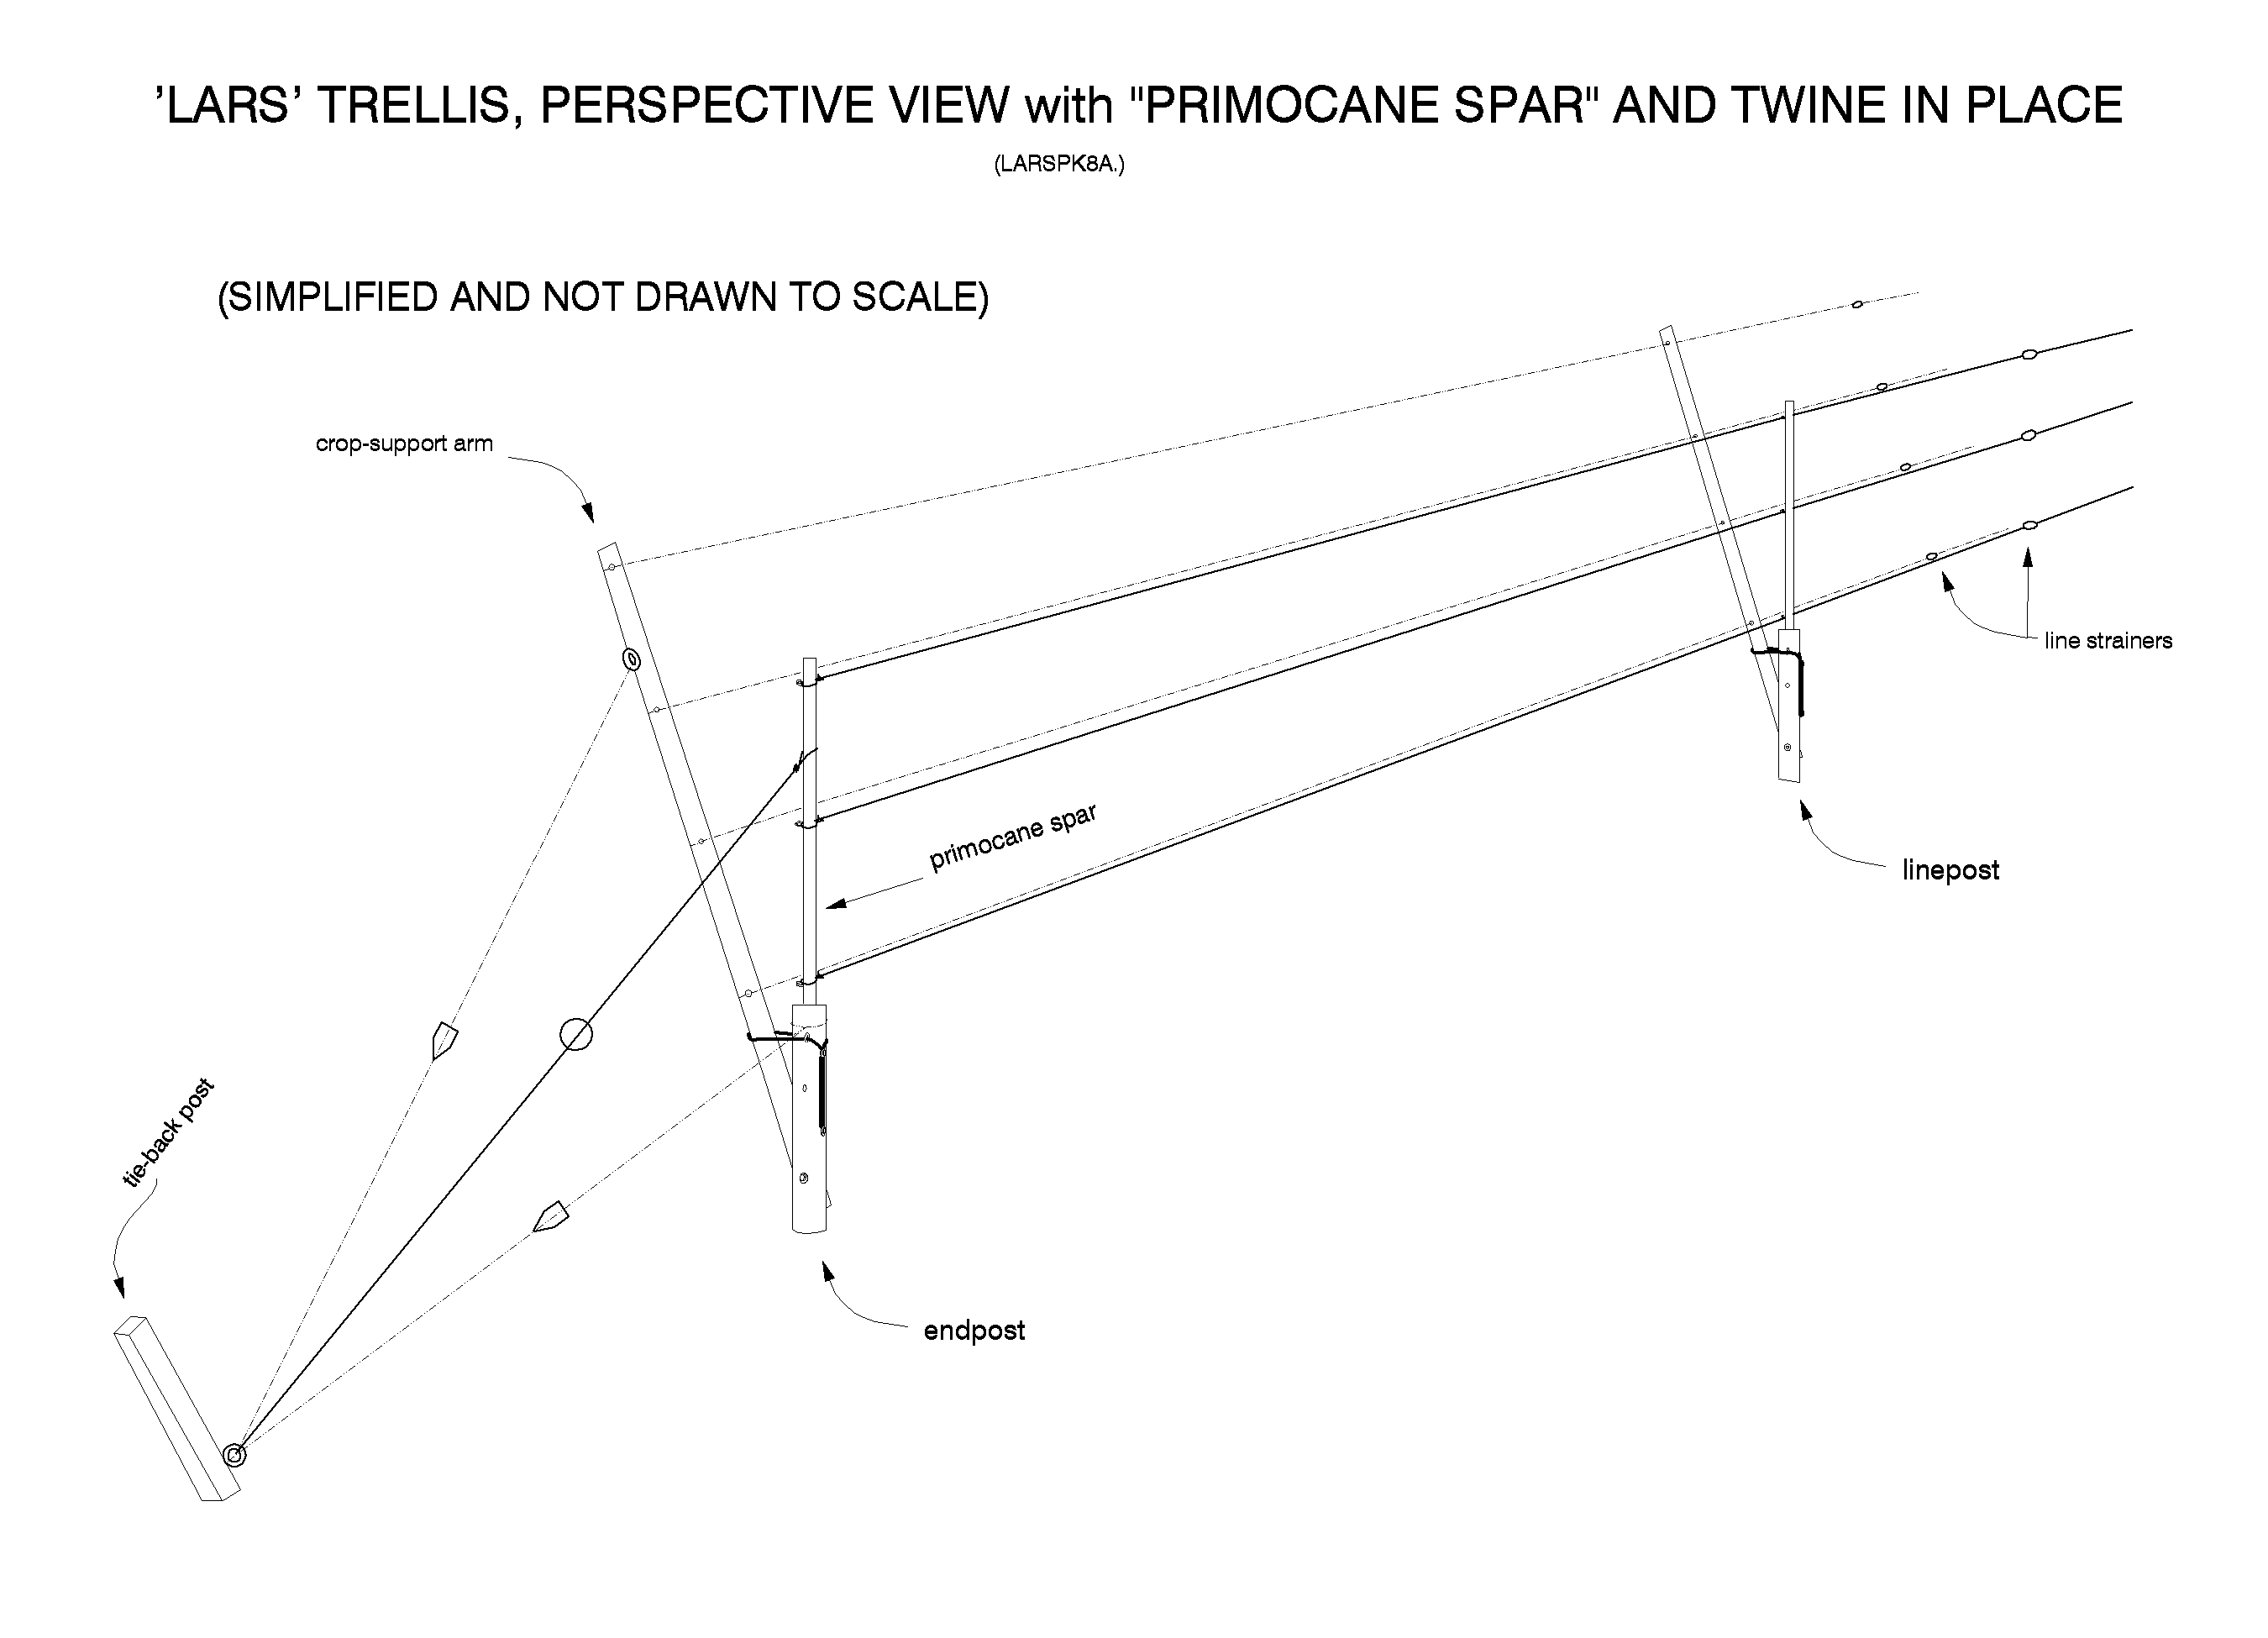 'LARS' TRELLIS, PERSPECTIVE VIEW with "PRIMOCANE SPAR" AND TWINE IN PLACE
(LARSPK8A.)
(SIMPLIFIED AND NOT DRAWN TO SCALE)
crop-support arm
line strainers
primocane spar
linepost
tie-back post
endpost